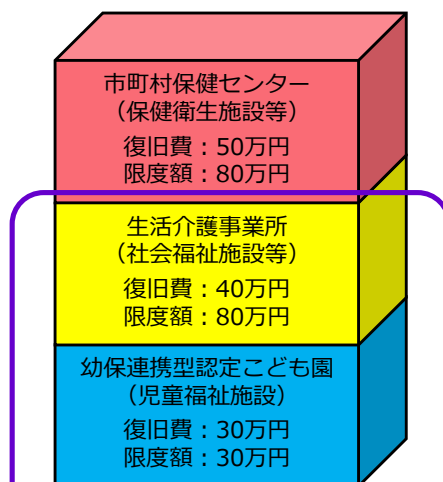 市町村保健センター
（保健衛生施設等）
復旧費：50万円
限度額：80万円
生活介護事業所
（社会福祉施設等）
復旧費：40万円
限度額：80万円
幼保連携型認定こども園
（児童福祉施設）
復旧費：30万円
限度額：30万円